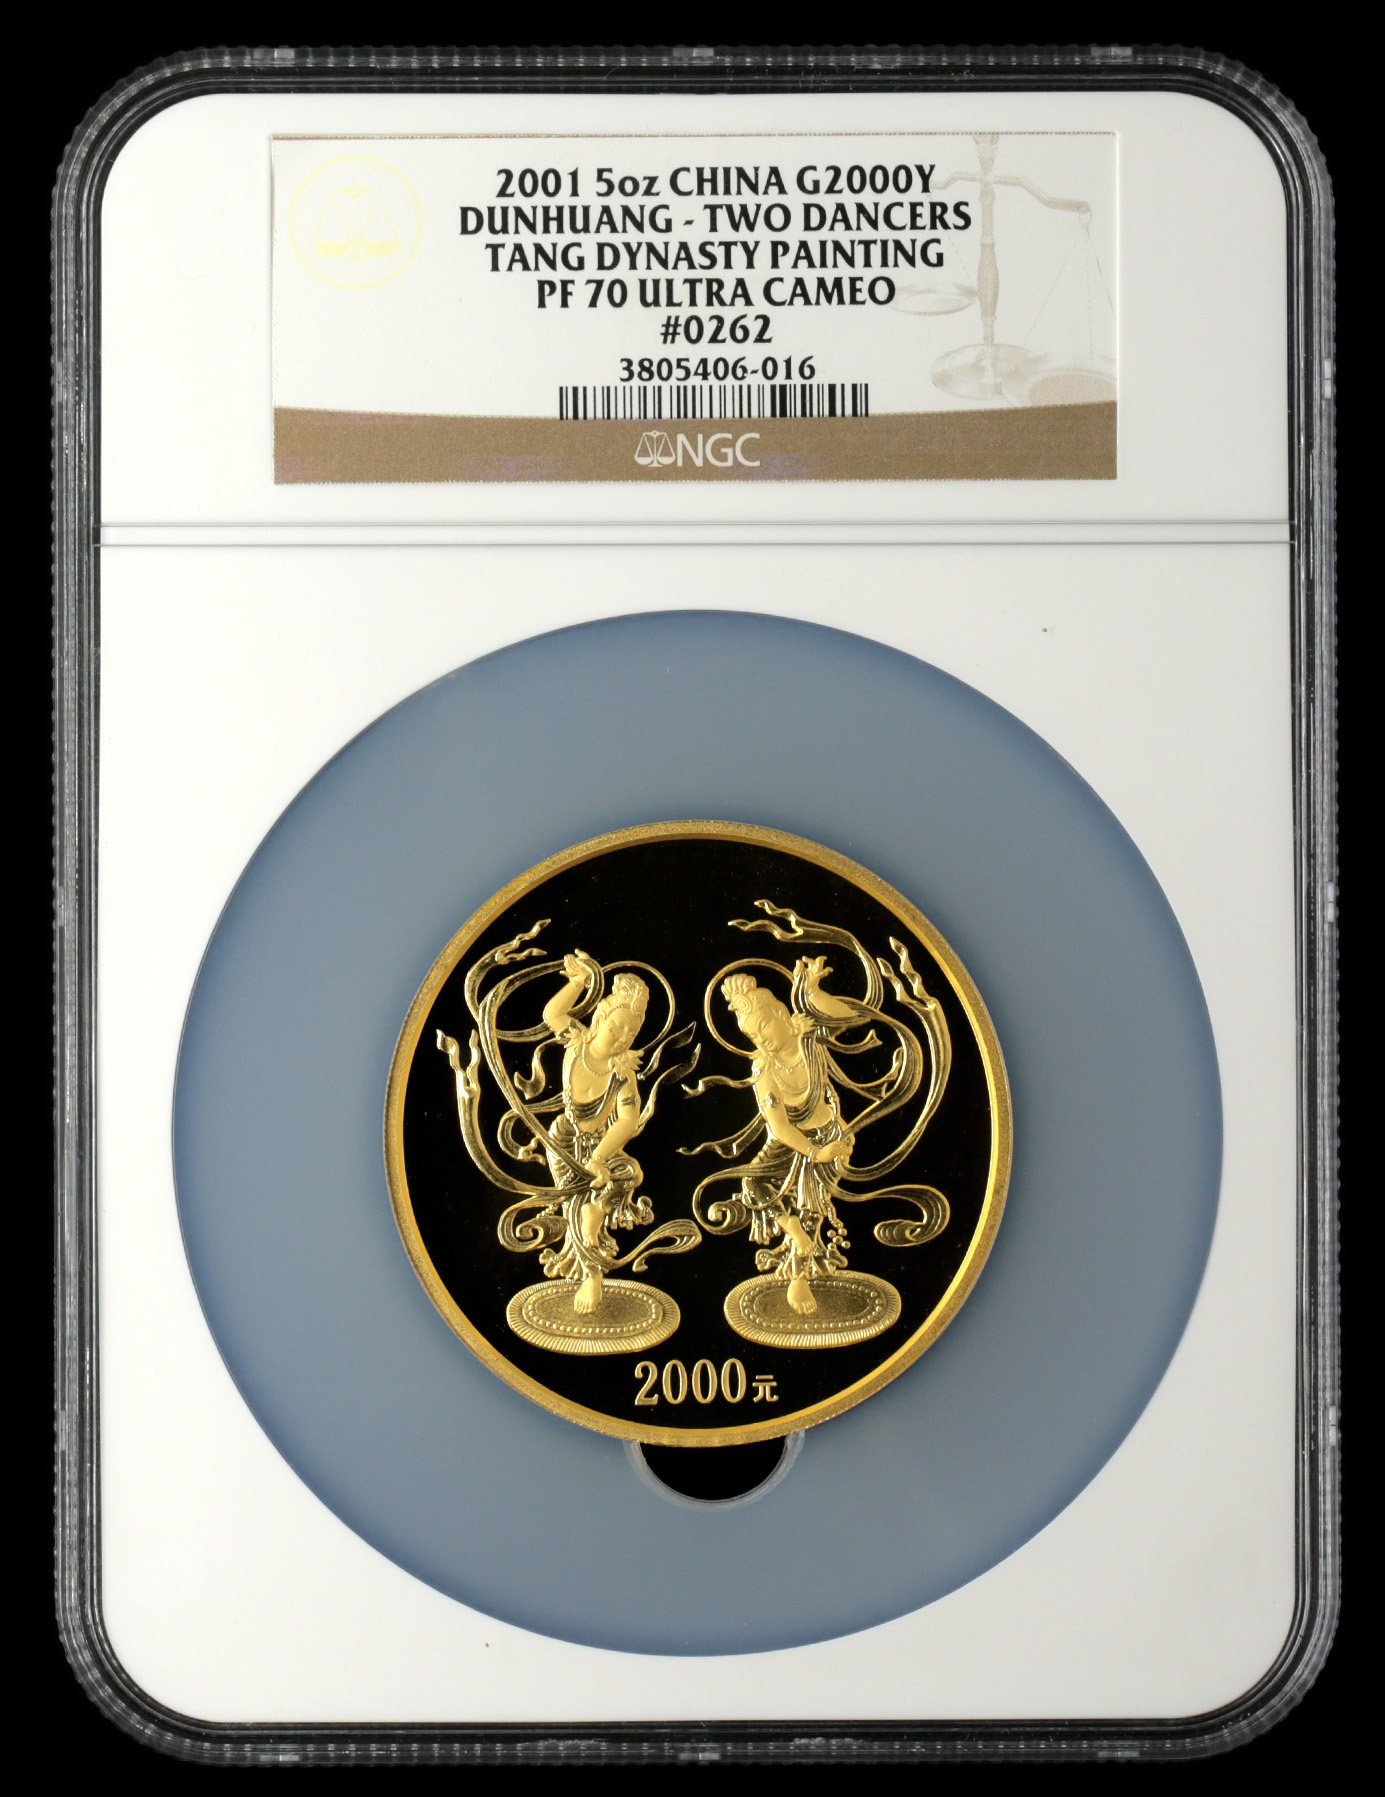 2001 5oz CHINA G2000Y
DUNHUANG - TWO DANCERS
TANG DYNASTY PAINTING
PF 70 ULTRA CAMEO
#0262
3805406-016
NGC
2000元